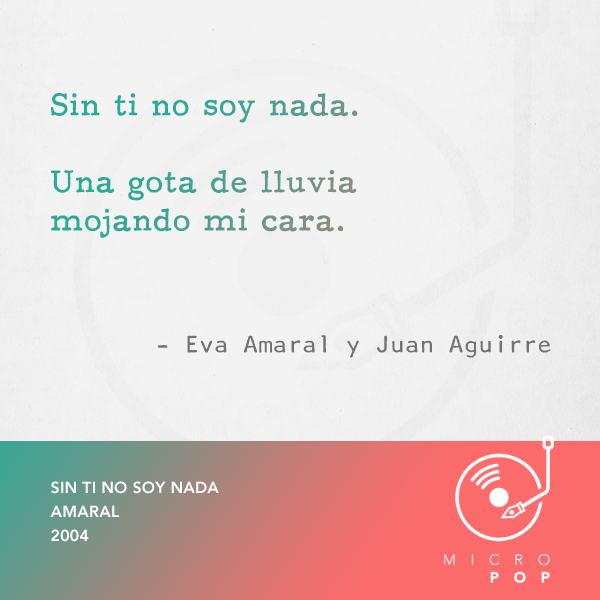 Sin ti no soy nada.
Una gota de lluvia
mojando mi cara.
- Eva Amaral y Juan Aguirre
SIN TI NO SOY NADA
AMARAL
2004
MICRO
POP